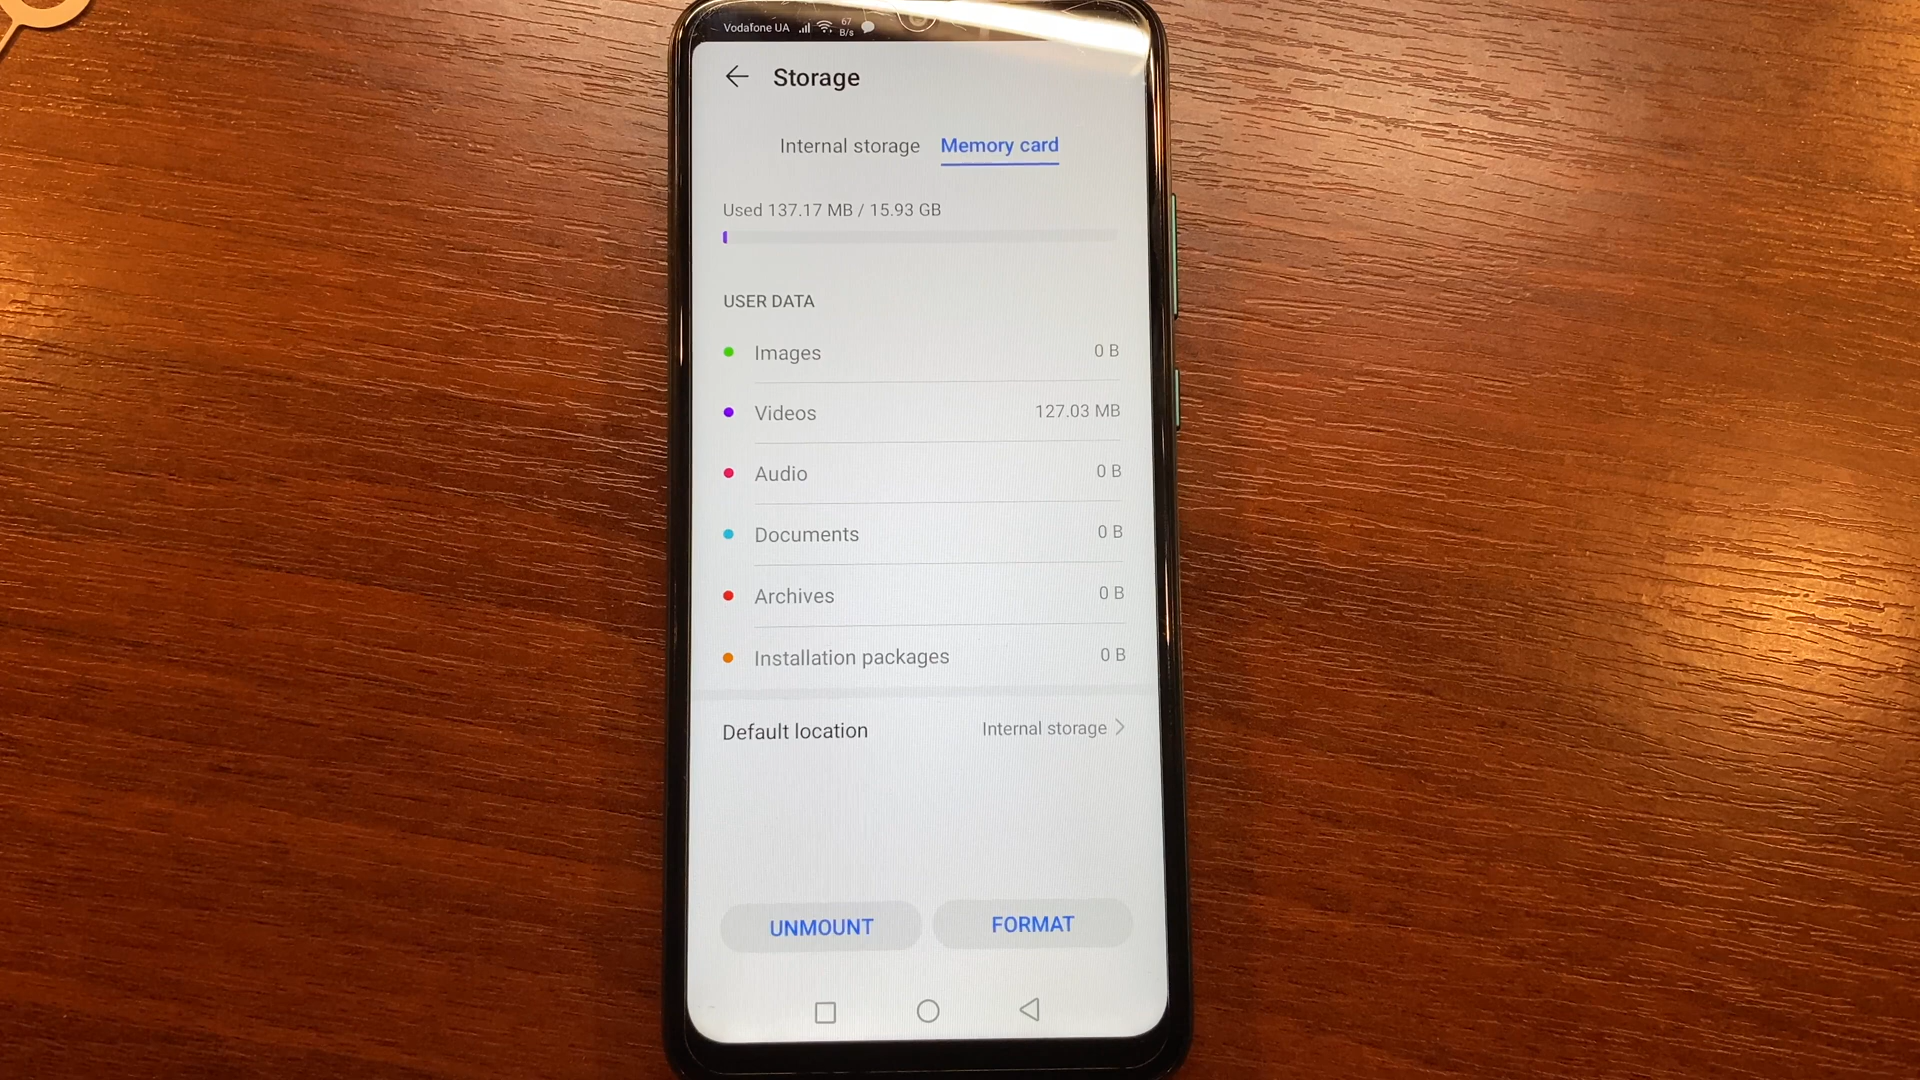 Vodafone UA 67 B/s
Storage
Internal storage Memory card
Used 137.17 MB / 15.93 GB
USER DATA
Images 0 B
Videos 127.03 MB
Audio 0 B
Documents 0 B
Archives 0 B
Installation packages 0 B
Default location Internal storage
UNMOUNT FORMAT